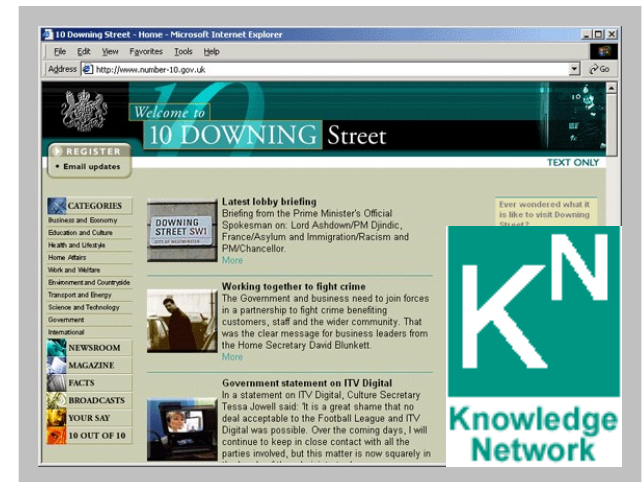 10 Downing Street - Home - Microsoft Internet Explorer
File Edit View Favorites Tools Help
Address http://www.number-10.gov.uk Go
Welcome to
10 DOWNING Street
REGISTER
• Email updates
TEXT ONLY
CATEGORIES
Business and Economy
Education and Culture
Health and Lifestyle
Home Affairs
Work and Welfare
Environment and Countryside
Transport and Energy
Science and Technology
Government
International
NEWSROOM
MAGAZINE
FACTS
BROADCASTS
YOUR SAY
10 OUT OF 10
DOWNING
STREET SW1
CITY OF WESTMINSTER
Latest lobby briefing
Briefing from the Prime Minister's Official
Spokesman on: Lord Ashdown/PM Djindic,
France/Asylum and Immigration/Racism and
PM/Chancellor.
More
Working together to fight crime
The Government and business need to join forces
in a partnership to fight crime benefiting
customers, staff and the wider community. That
was the clear message for business leaders from
the Home Secretary David Blunkett.
More
Government statement on ITV Digital
In a statement on ITV Digital, Culture Secretary
Tessa Jowell said: 'It is a great shame that no
deal acceptable to the Football League and ITV
Digital was possible. Over the coming days, I will
continue to keep in close contact with all the
parties involved, but this matter is now squarely in
Ever wondered what it
is like to visit Downing
Street?
KN
Knowledge
Network